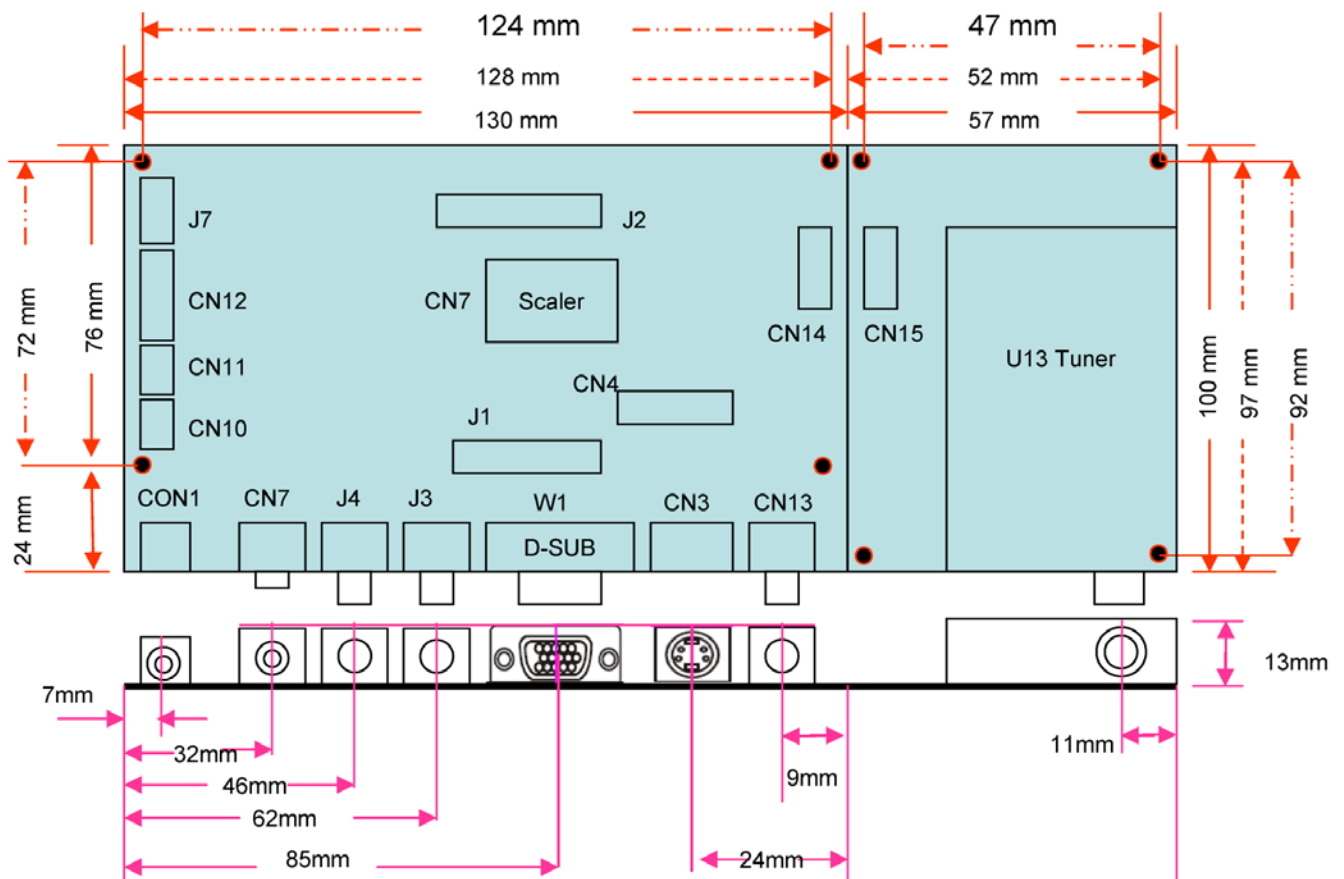 124 mm 47 mm
128 mm 52 mm
130 mm 57 mm
J7 J2
CN12 CN7 Scaler
CN14 CN15
72 mm 76 mm
U13 Tuner
CN11
CN4
100 mm 97 mm 92 mm
CN10 J1
CON1 CN7 J4 J3 W1 CN3 CN13
24 mm
D-SUB
13mm
7mm
32mm 11mm
46mm 9mm
62mm
85mm 24mm